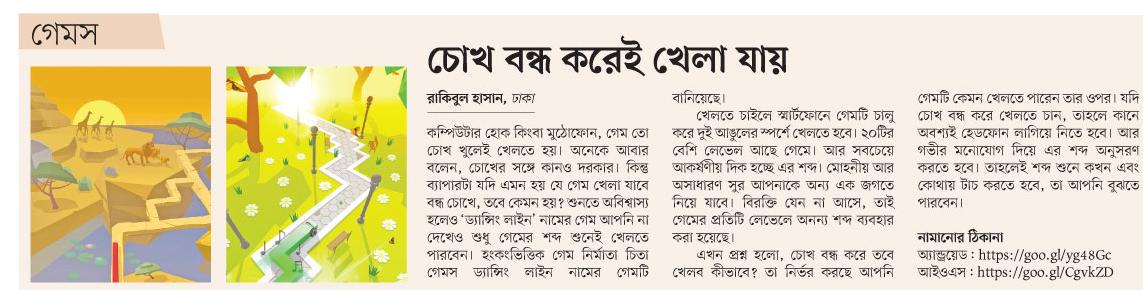 গেমস
চোখ বন্ধ করেই খেলা যায়
রাকিবুল হাসান, ঢাকা
কম্পিউটার হোক কিংবা মুঠোফোন, গেম তো
চোখ খুলেই খেলতে হয়। অনেকে আবার
বলেন, চোখের সঙ্গে কানও দরকার। কিন্তু
ব্যাপারটা যদি এমন হয় যে গেম খেলা যাবে
বন্ধ চোখে, তবে কেমন হয়? শুনতে অবিশ্বাস্য
হলেও ‘ড্যান্সিং লাইন’ নামের গেম আপনি না
দেখেও শুধু গেমের শব্দ শুনেই খেলতে
পারবেন। হংকংভিত্তিক গেম নির্মাতা চিতা
গেমস ড্যান্সিং লাইন নামের গেমটি
বানিয়েছে।
খেলতে চাইলে স্মার্টফোনে গেমটি চালু
করে দুই আঙুলের স্পর্শে খেলতে হবে। ২০টির
বেশি লেভেল আছে গেমে। আর সবচেয়ে
আকর্ষণীয় দিক হচ্ছে এর শব্দ। মোহনীয় আর
অসাধারণ সুর আপনাকে অন্য এক জগতে
নিয়ে যাবে। বিরক্তি যেন না আসে, তাই
গেমের প্রতিটি লেভেলে অনন্য শব্দ ব্যবহার
করা হয়েছে।
এখন প্রশ্ন হলো, চোখ বন্ধ করে তবে
খেলব কীভাবে? তা নির্ভর করছে আপনি
গেমটি কেমন খেলতে পারেন তার ওপর। যদি
চোখ বন্ধ করে খেলতে চান, তাহলে কানে
অবশ্যই হেডফোন লাগিয়ে নিতে হবে। আর
গভীর মনোযোগ দিয়ে এর শব্দ অনুসরণ
করতে হবে। তাহলেই শব্দ শুনে কখন এবং
কোথায় টাচ করতে হবে, তা আপনি বুঝতে
পারবেন।
নামানোর ঠিকানা
অ্যান্ড্রয়েড : https://goo.gl/yg48Gc
আইওএস : https://goo.gl/CgvkZD